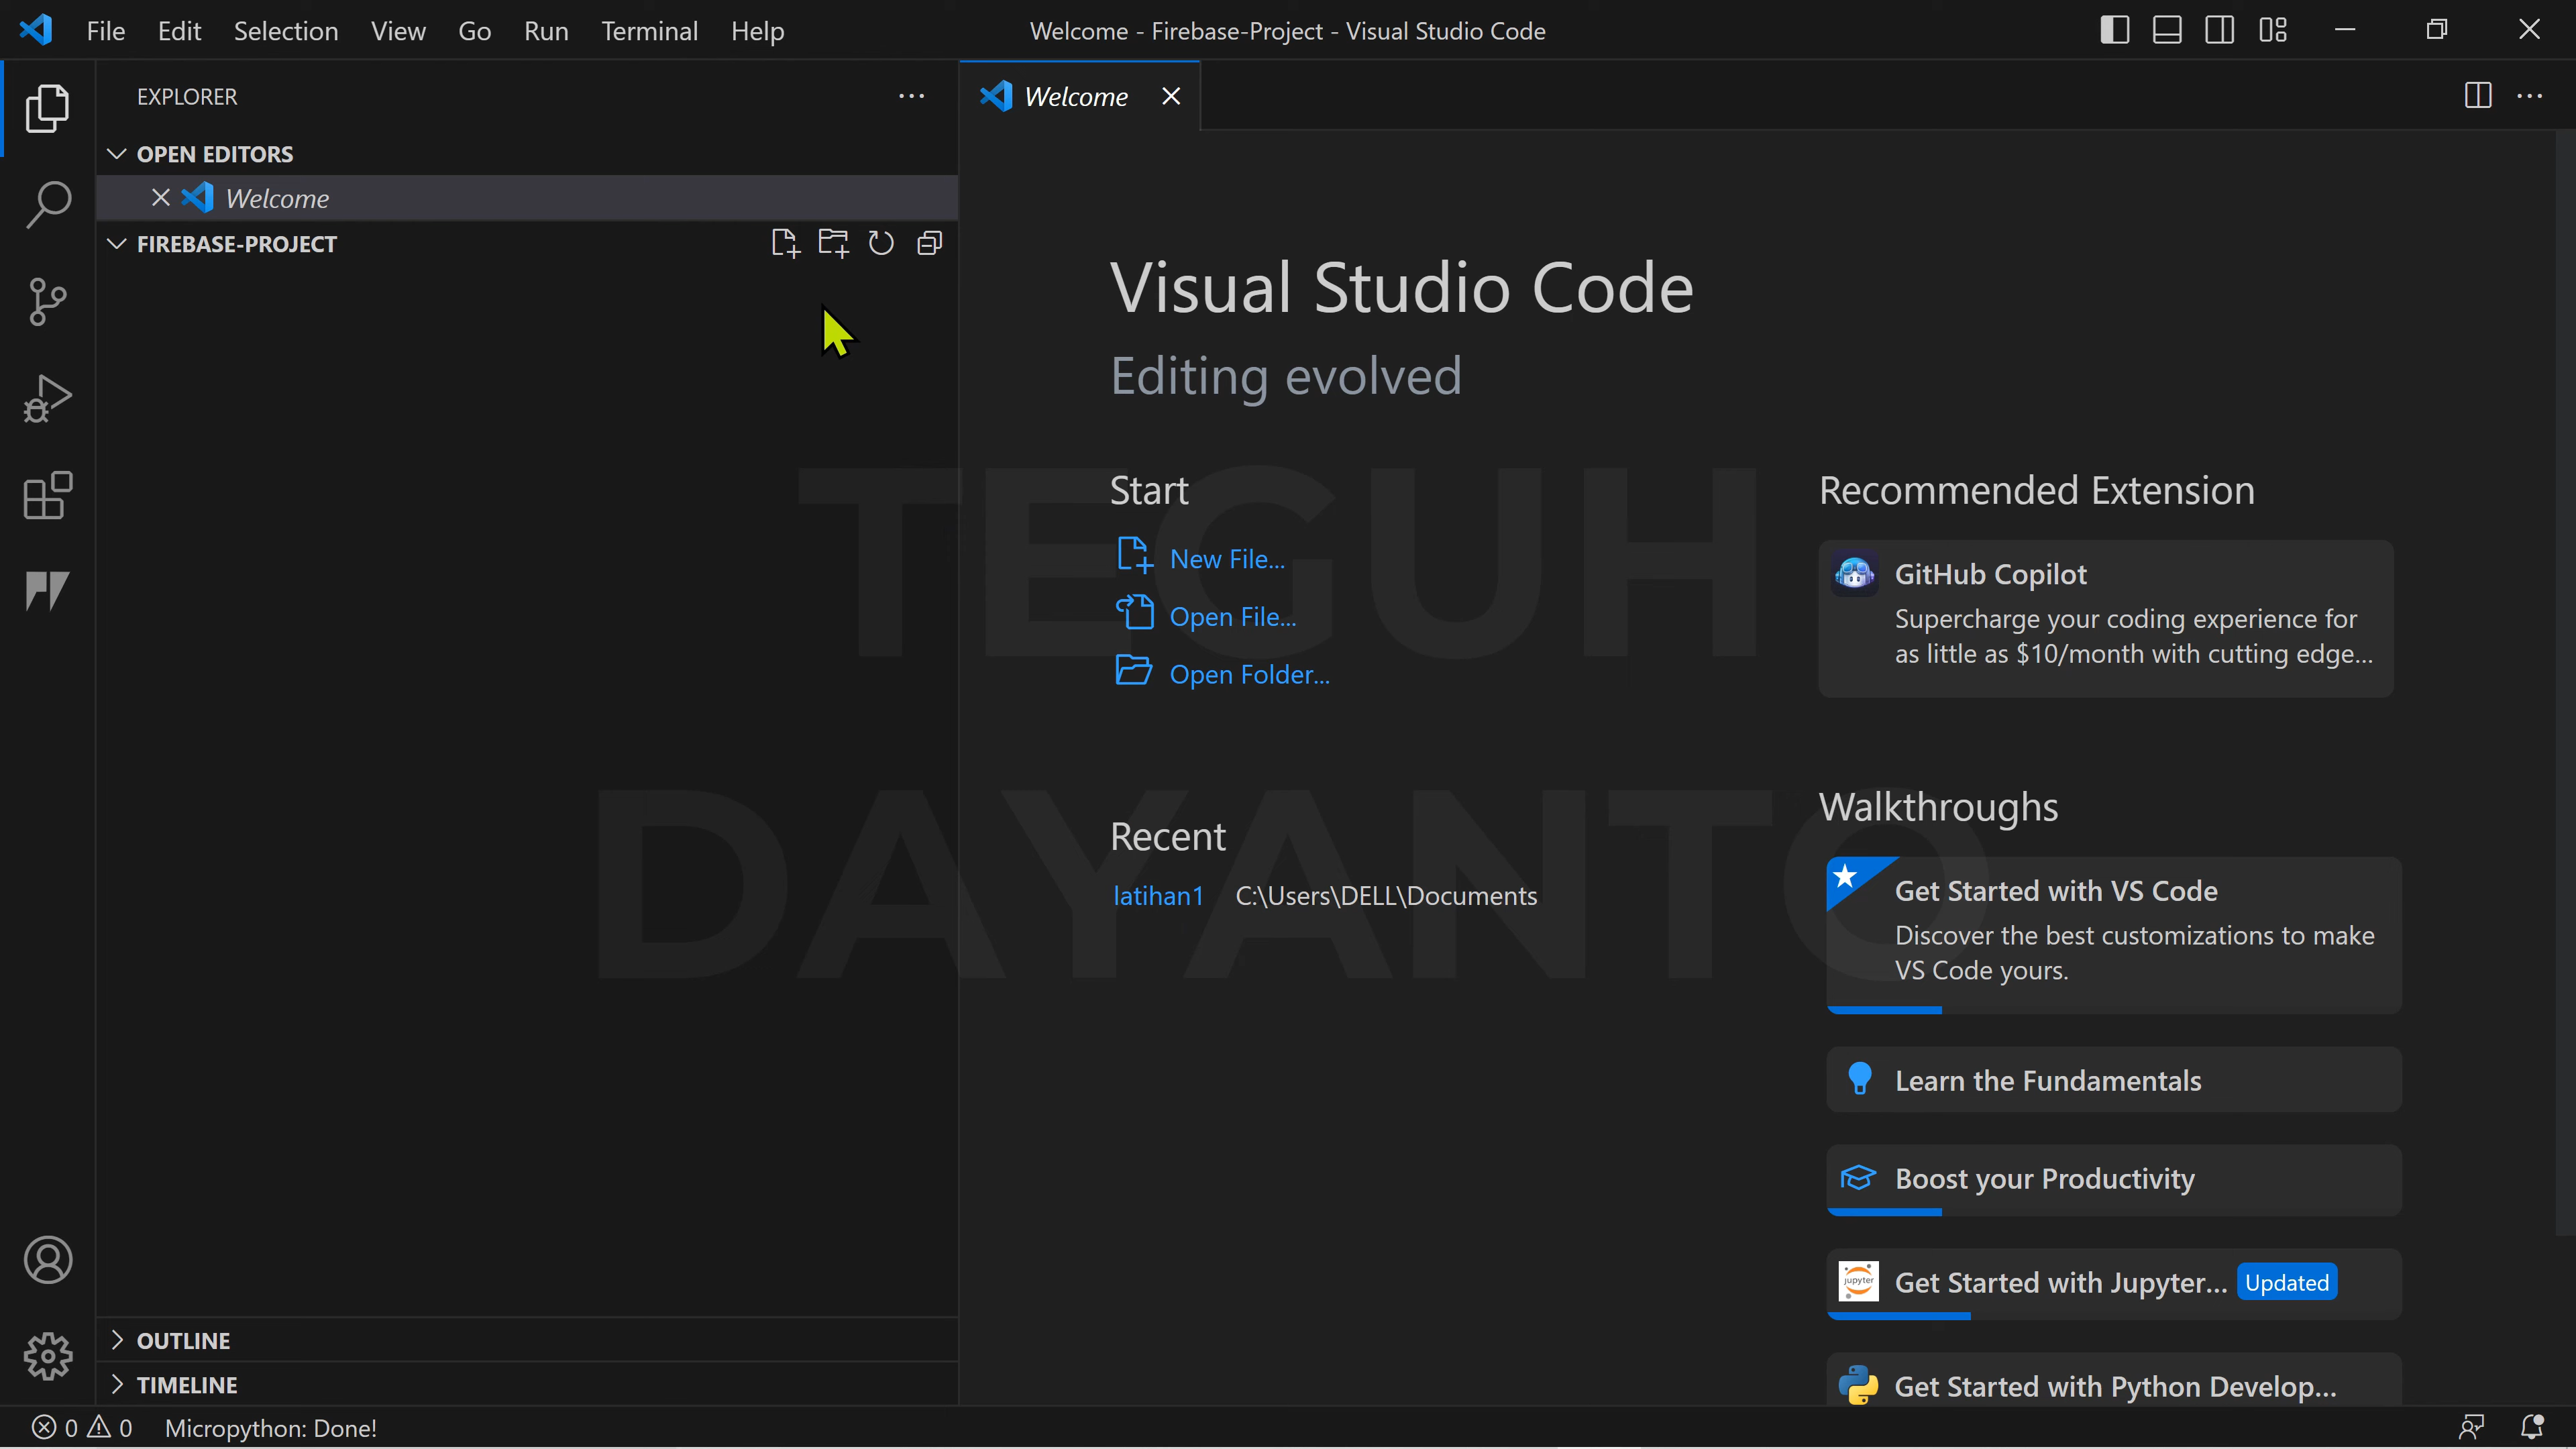 File Edit Selection View Go Run Terminal Help
Welcome - Firebase-Project - Visual Studio Code
EXPLORER
OPEN EDITORS
Welcome
FIREBASE-PROJECT
OUTLINE
TIMELINE
Welcome
Visual Studio Code
Editing evolved
Start
New File...
Open File...
Open Folder...
Recent
latihan1 C:\Users\DELL\Documents
Recommended Extension
GitHub Copilot
Supercharge your coding experience for
as little as $10/month with cutting edge...
Walkthroughs
Get Started with VS Code
Discover the best customizations to make
VS Code yours.
Learn the Fundamentals
Boost your Productivity
jupyter
Get Started with Jupyter... Updated
Get Started with Python Develop...
TEGUH
DAYANTO
0 0 Micropython: Done!